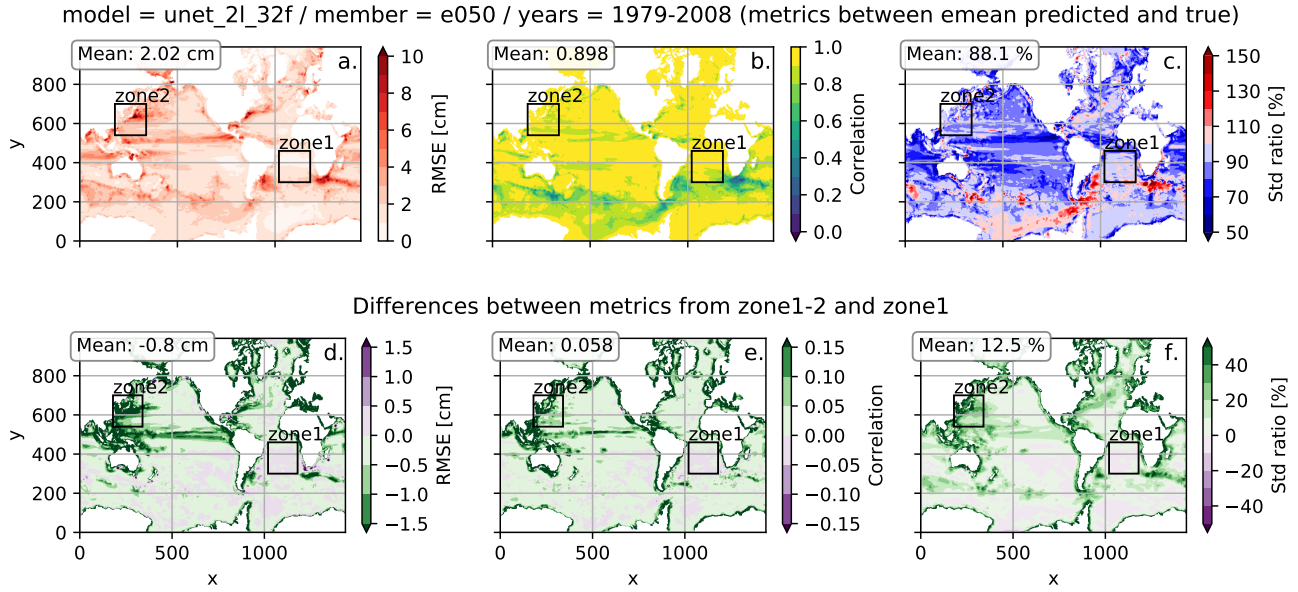 model = unet_2l_32f / member = e050 / years = 1979-2008 (metrics between emean predicted and true)
Mean: 2.02 cm
a.
zone2
zone1
y
800
600
400
200
0
10
8
6
4
2
0
RMSE [cm]
Mean: 0.898
b.
zone2
zone1
1.0
0.8
0.6
0.4
0.2
0.0
Correlation
Mean: 88.1 %
c.
zone2
zone1
150
130
110
90
70
50
Std ratio [%]
Differences between metrics from zone1-2 and zone1
Mean: -0.8 cm
d.
zone2
zone1
y
800
600
400
200
0
0 500 1000
x
1.5
1.0
0.5
0.0
−0.5
−1.0
−1.5
RMSE [cm]
Mean: 0.058
e.
zone2
zone1
0 500 1000
x
0.15
0.10
0.05
0.00
−0.05
−0.10
−0.15
Correlation
Mean: 12.5 %
f.
zone2
zone1
0 500 1000
x
40
20
0
−20
−40
Std ratio [%]